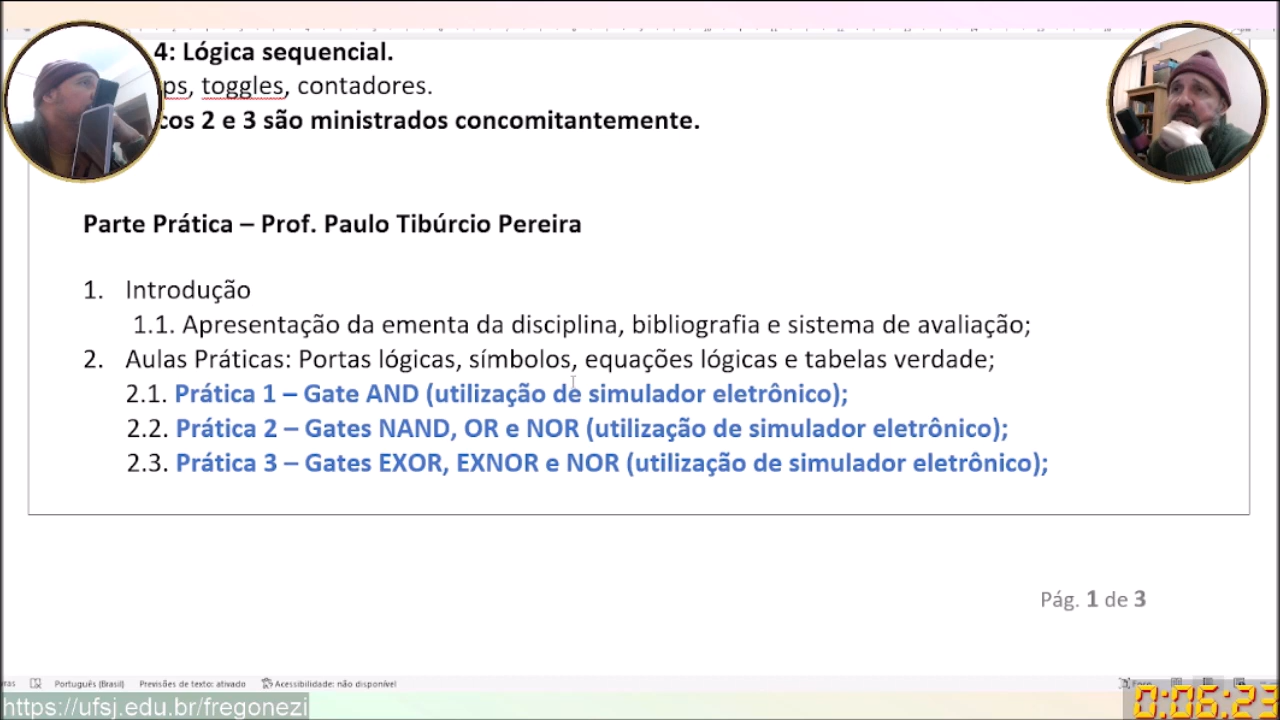 4: Lógica sequencial.
ps, toggles, contadores.
cos 2 e 3 são ministrados concomitantemente.
Parte Prática – Prof. Paulo Tibúrcio Pereira
1. Introdução
1.1. Apresentação da ementa da disciplina, bibliografia e sistema de avaliação;
2. Aulas Práticas: Portas lógicas, símbolos, equações lógicas e tabelas verdade;
2.1. Prática 1 – Gate AND (utilização de simulador eletrônico);
2.2. Prática 2 – Gates NAND, OR e NOR (utilização de simulador eletrônico);
2.3. Prática 3 – Gates EXOR, EXNOR e NOR (utilização de simulador eletrônico);
Pág. 1 de 3
Português (Brasil) Previsões de texto: ativado Acessibilidade: não disponível
https://ufsj.edu.br/fregonezi
0:06:23